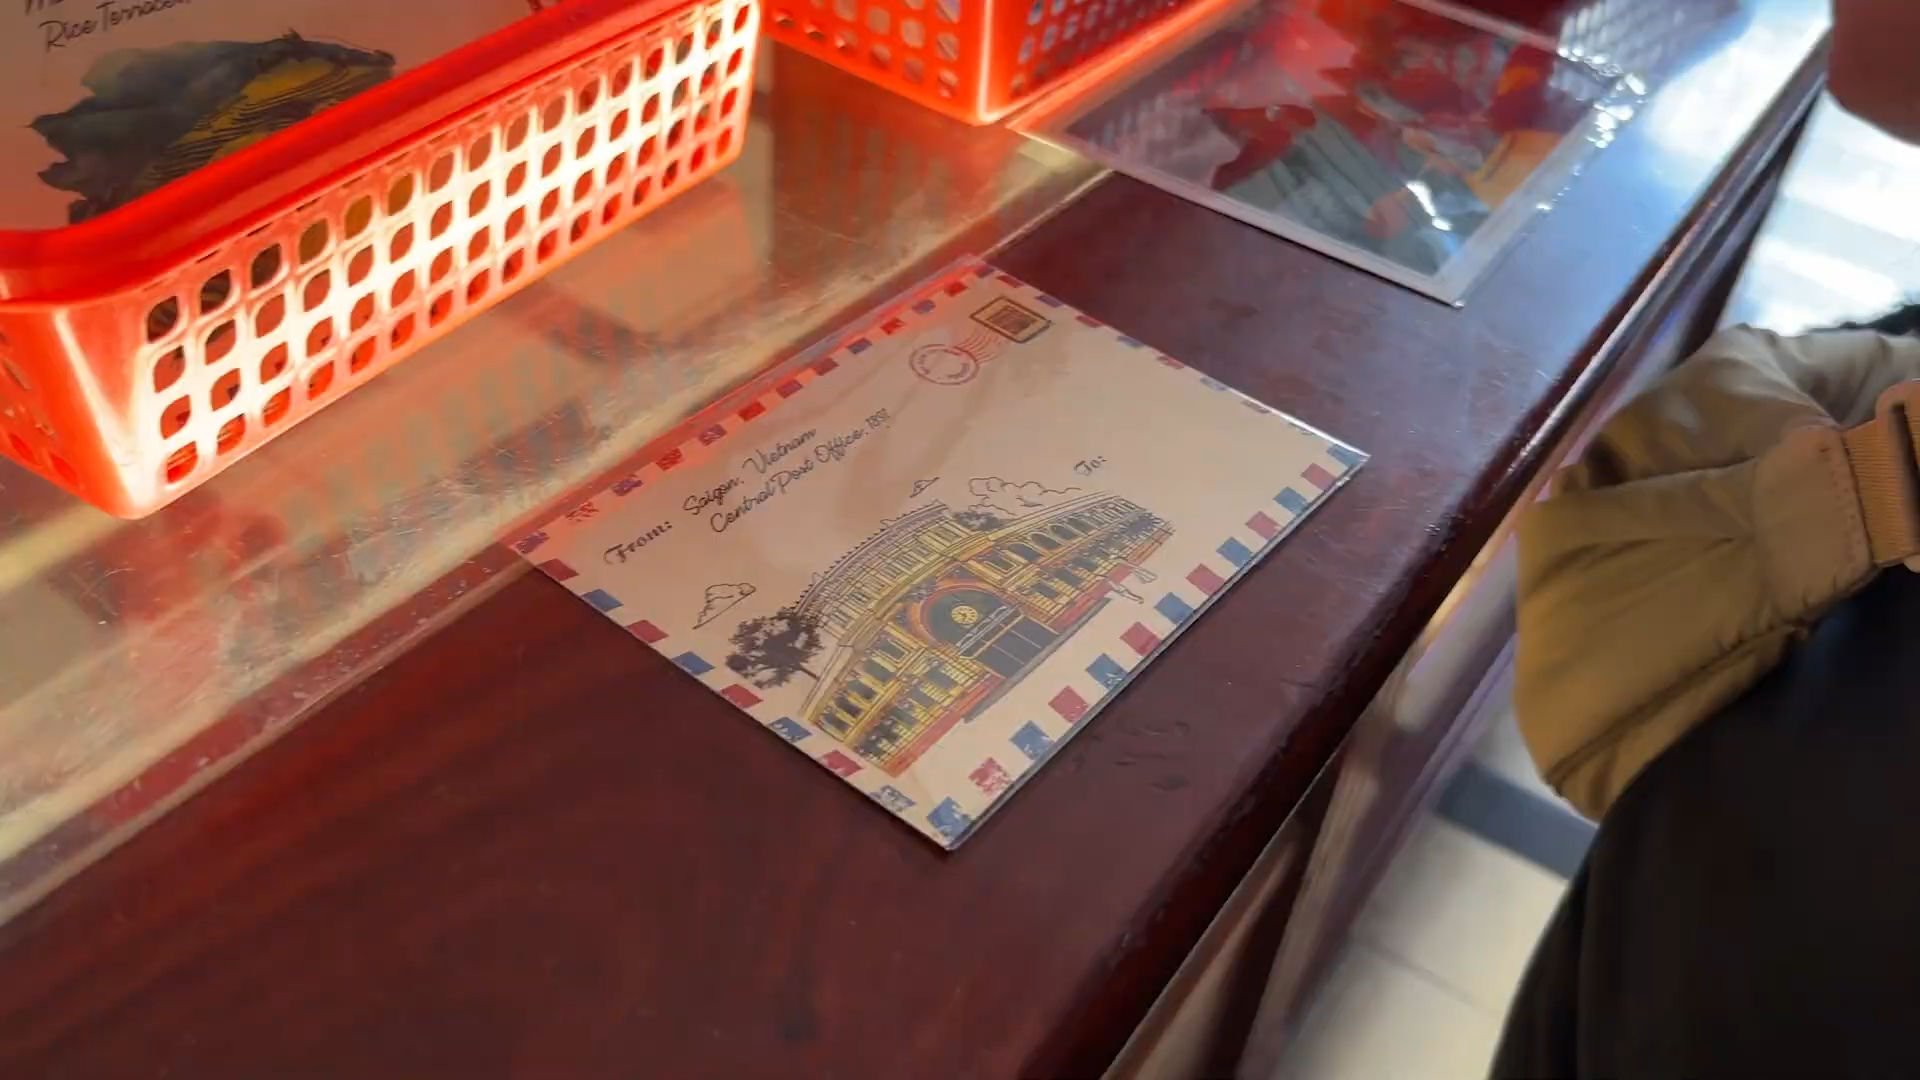 Rice Terraces,
From: Saigon, Vietnam
Central Post Office, 1891
To: